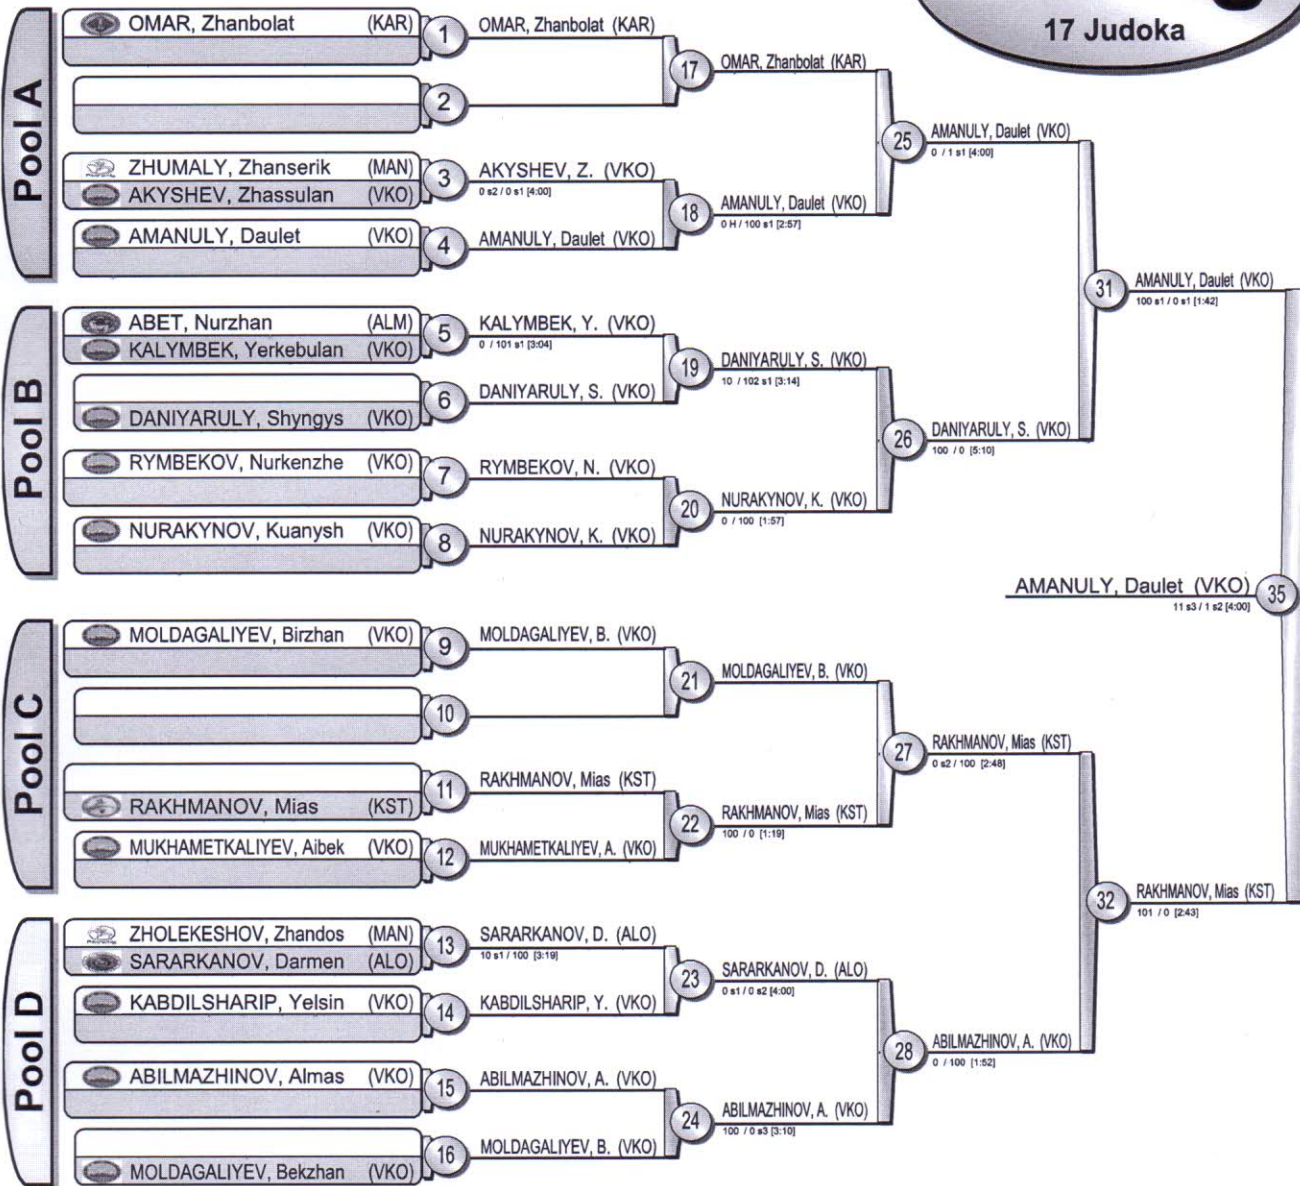 17 Judoka
Pool A
OMAR, Zhanbolat (KAR)
1
2
ZHUMALY, Zhanserik (MAN)
AKYSHEV, Zhassulan (VKO)
3
AMANULY, Daulet (VKO)
4
Pool B
ABET, Nurzhan (ALM)
KALYMBEK, Yerkebulan (VKO)
5
DANIYARULY, Shyngys (VKO)
6
RYMBEKOV, Nurkenzhe (VKO)
7
NURAKYNOV, Kuanysh (VKO)
8
Pool C
MOLDAGALIYEV, Birzhan (VKO)
9
10
RAKHMANOV, Mias (KST)
11
MUKHAMETKALIYEV, Aibek (VKO)
12
Pool D
ZHOLEKESHOV, Zhandos (MAN)
SARARKANOV, Darmen (ALO)
13
KABDILSHARIP, Yelsin (VKO)
14
ABILMAZHINOV, Almas (VKO)
15
MOLDAGALIYEV, Bekzhan (VKO)
16
OMAR, Zhanbolat (KAR)
AKYSHEV, Z. (VKO)
0 s2 / 0 s1 [4:00]
AMANULY, Daulet (VKO)
KALYMBEK, Y. (VKO)
0 / 101 s1 [3:04]
DANIYARULY, S. (VKO)
RYMBEKOV, N. (VKO)
NURAKYNOV, K. (VKO)
MOLDAGALIYEV, B. (VKO)
RAKHMANOV, Mias (KST)
MUKHAMETKALIYEV, A. (VKO)
SARARKANOV, D. (ALO)
10 s1 / 100 [3:19]
KABDILSHARIP, Y. (VKO)
ABILMAZHINOV, A. (VKO)
MOLDAGALIYEV, B. (VKO)
17
OMAR, Zhanbolat (KAR)
18
AMANULY, Daulet (VKO)
0 H / 100 s1 [2:57]
19
DANIYARULY, S. (VKO)
10 / 102 s1 [3:14]
20
NURAKYNOV, K. (VKO)
0 / 100 [1:57]
21
MOLDAGALIYEV, B. (VKO)
22
RAKHMANOV, Mias (KST)
100 / 0 [1:19]
23
SARARKANOV, D. (ALO)
0 s1 / 0 s2 [4:00]
24
ABILMAZHINOV, A. (VKO)
100 / 0 s3 [3:10]
25
AMANULY, Daulet (VKO)
0 / 1 s1 [4:00]
26
DANIYARULY, S. (VKO)
100 / 0 [5:10]
27
RAKHMANOV, Mias (KST)
0 s2 / 100 [2:48]
28
ABILMAZHINOV, A. (VKO)
0 / 100 [1:52]
31
AMANULY, Daulet (VKO)
100 s1 / 0 s1 [1:42]
32
RAKHMANOV, Mias (KST)
101 / 0 [2:43]
AMANULY, Daulet (VKO)
11 s3 / 1 s2 [4:00]
35